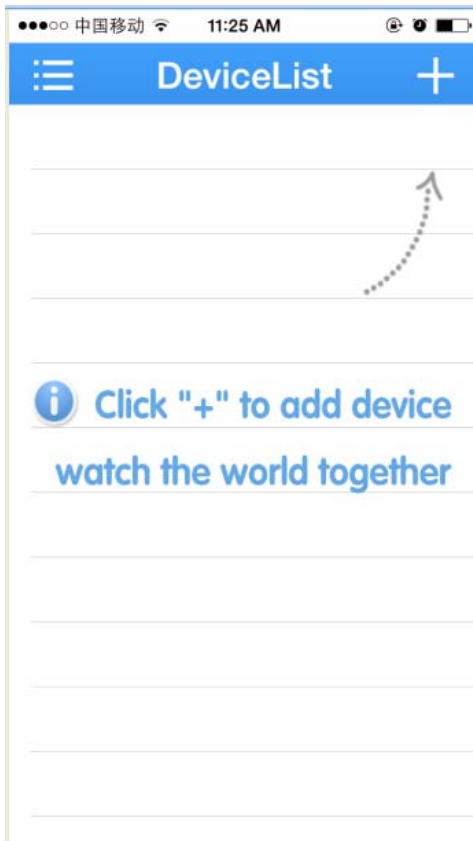 中国移动 11:25 AM
DeviceList
Click "+" to add device
watch the world together